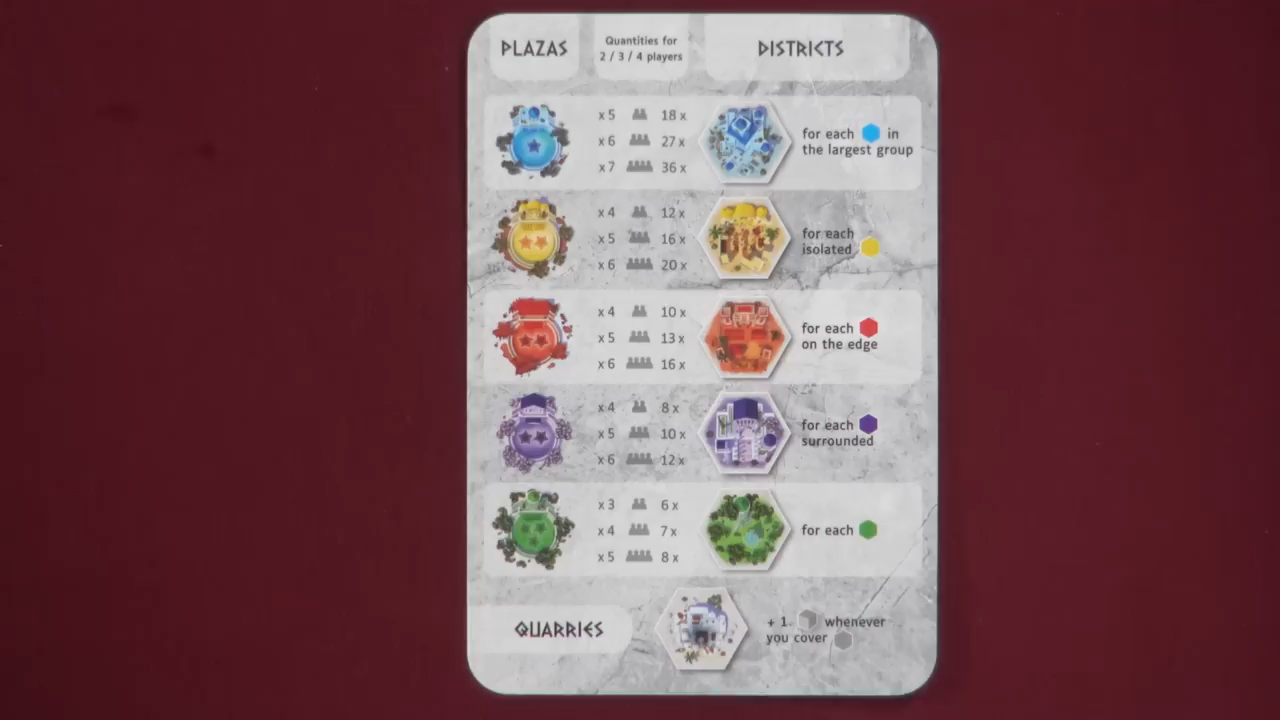 PLAZAS
Quantities for
2 / 3 / 4 players
DISTRICTS
x 5 18 x
x 6 27 x
x 7 36 x
for each in
the largest group
x 4 12 x
x 5 16 x
x 6 20 x
for each
isolated
x 4 10 x
x 5 13 x
x 6 16 x
for each
on the edge
x 4 8 x
x 5 10 x
x 6 12 x
for each
surrounded
x 3 6 x
x 4 7 x
x 5 8 x
for each
QUARRIES
+ 1 whenever
you cover